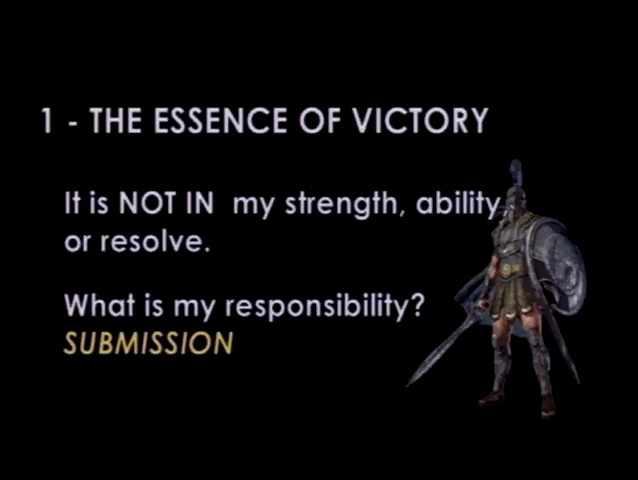 1 - THE ESSENCE OF VICTORY
It is NOT IN my strength, ability
or resolve.
What is my responsibility?
SUBMISSION